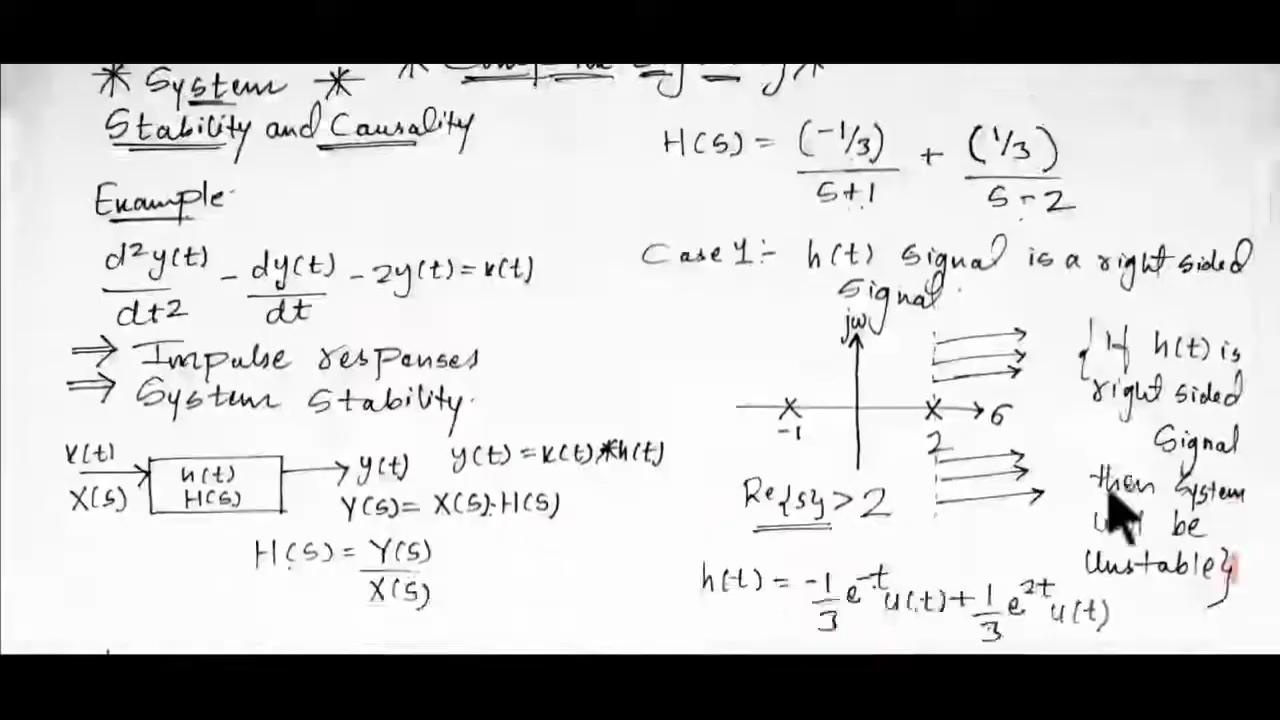 * System *
Stability and Causality
Example
d²y(t)/dt2 - dy(t)/dt - 2y(t) = x(t)
⇒ Impulse responses
⇒ System Stability.
x(t)
X(s)
h(t)
H(s)
y(t) y(t) = x(t) * h(t)
Y(s) = X(s).H(s)
H(s) = Y(s)/X(s)
H(s) = (-1/3)/(s+1) + (1/3)/(s-2)
Case 1:- h(t) signal is a right sided
signal.
jω
-1
2
σ
Re{s} > 2
{If h(t) is
right sided
signal
then system
be
Unstable}
h(t) = -1/3 e^-t u(t) + 1/3 e^2t u(t)